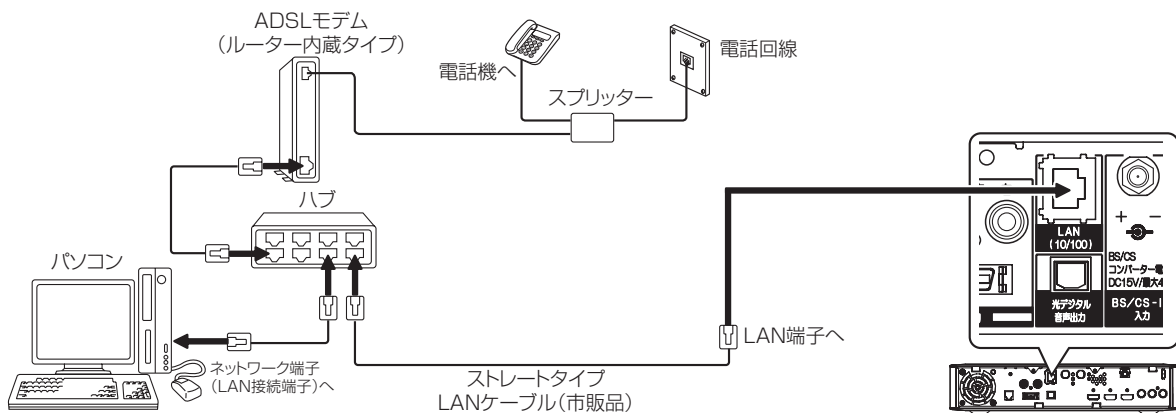 ADSLモデム
（ルーター内蔵タイプ）
電話機へ
電話回線
スプリッター
ハブ
パソコン
ネットワーク端子
（LAN接続端子）へ
ストレートタイプ
LANケーブル（市販品）
LAN端子へ
LAN
(10/100)
光デジタル
音声出力
+ −
BS/CS
コンバーター電
DC15V/最大4
BS/CS-I
入力